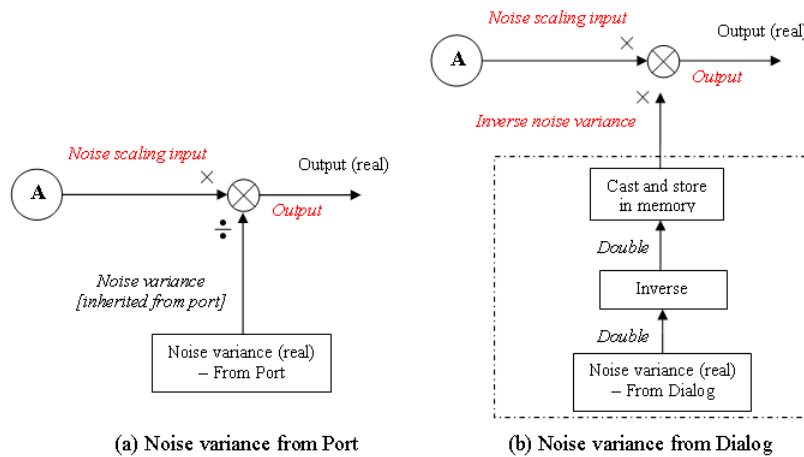 Noise scaling input
×
Output (real)
A
Output
÷
Noise variance
[inherited from port]
Noise variance (real)
– From Port
(a) Noise variance from Port
Noise scaling input
×
Output (real)
A
Output
×
Inverse noise variance
Cast and store
in memory
Double
Inverse
Double
Noise variance (real)
– From Dialog
(b) Noise variance from Dialog